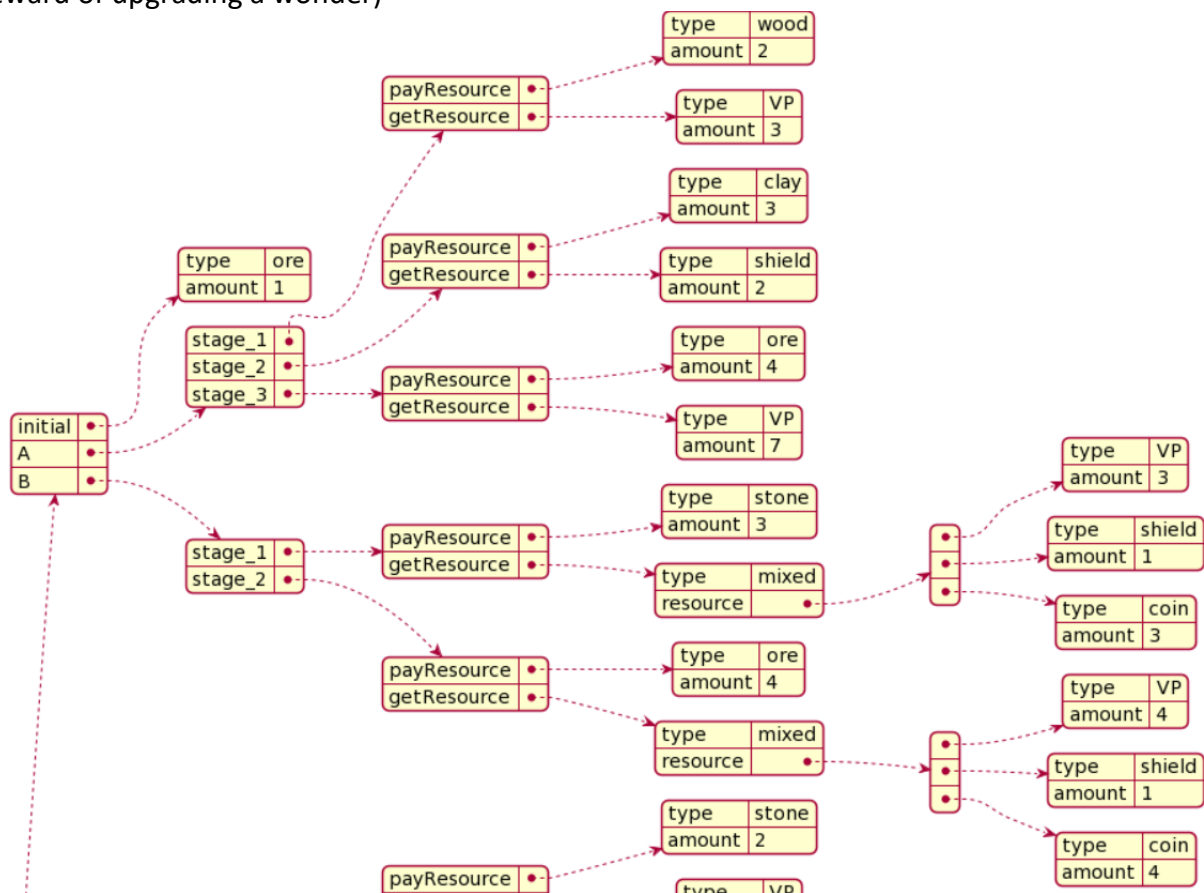 eward of upgrading a wonder)
type wood
amount 2
payResource
getResource
type VP
amount 3
type clay
amount 3
payResource
getResource
type shield
amount 2
type ore
amount 1
stage_1
stage_2
stage_3
type ore
amount 4
payResource
getResource
type VP
amount 7
initial
A
B
type VP
amount 3
type stone
amount 3
payResource
getResource
type shield
amount 1
stage_1
stage_2
type mixed
resource
type coin
amount 3
type ore
amount 4
payResource
getResource
type VP
amount 4
type mixed
resource
type shield
amount 1
type stone
amount 2
type coin
amount 4
payResource
type VP